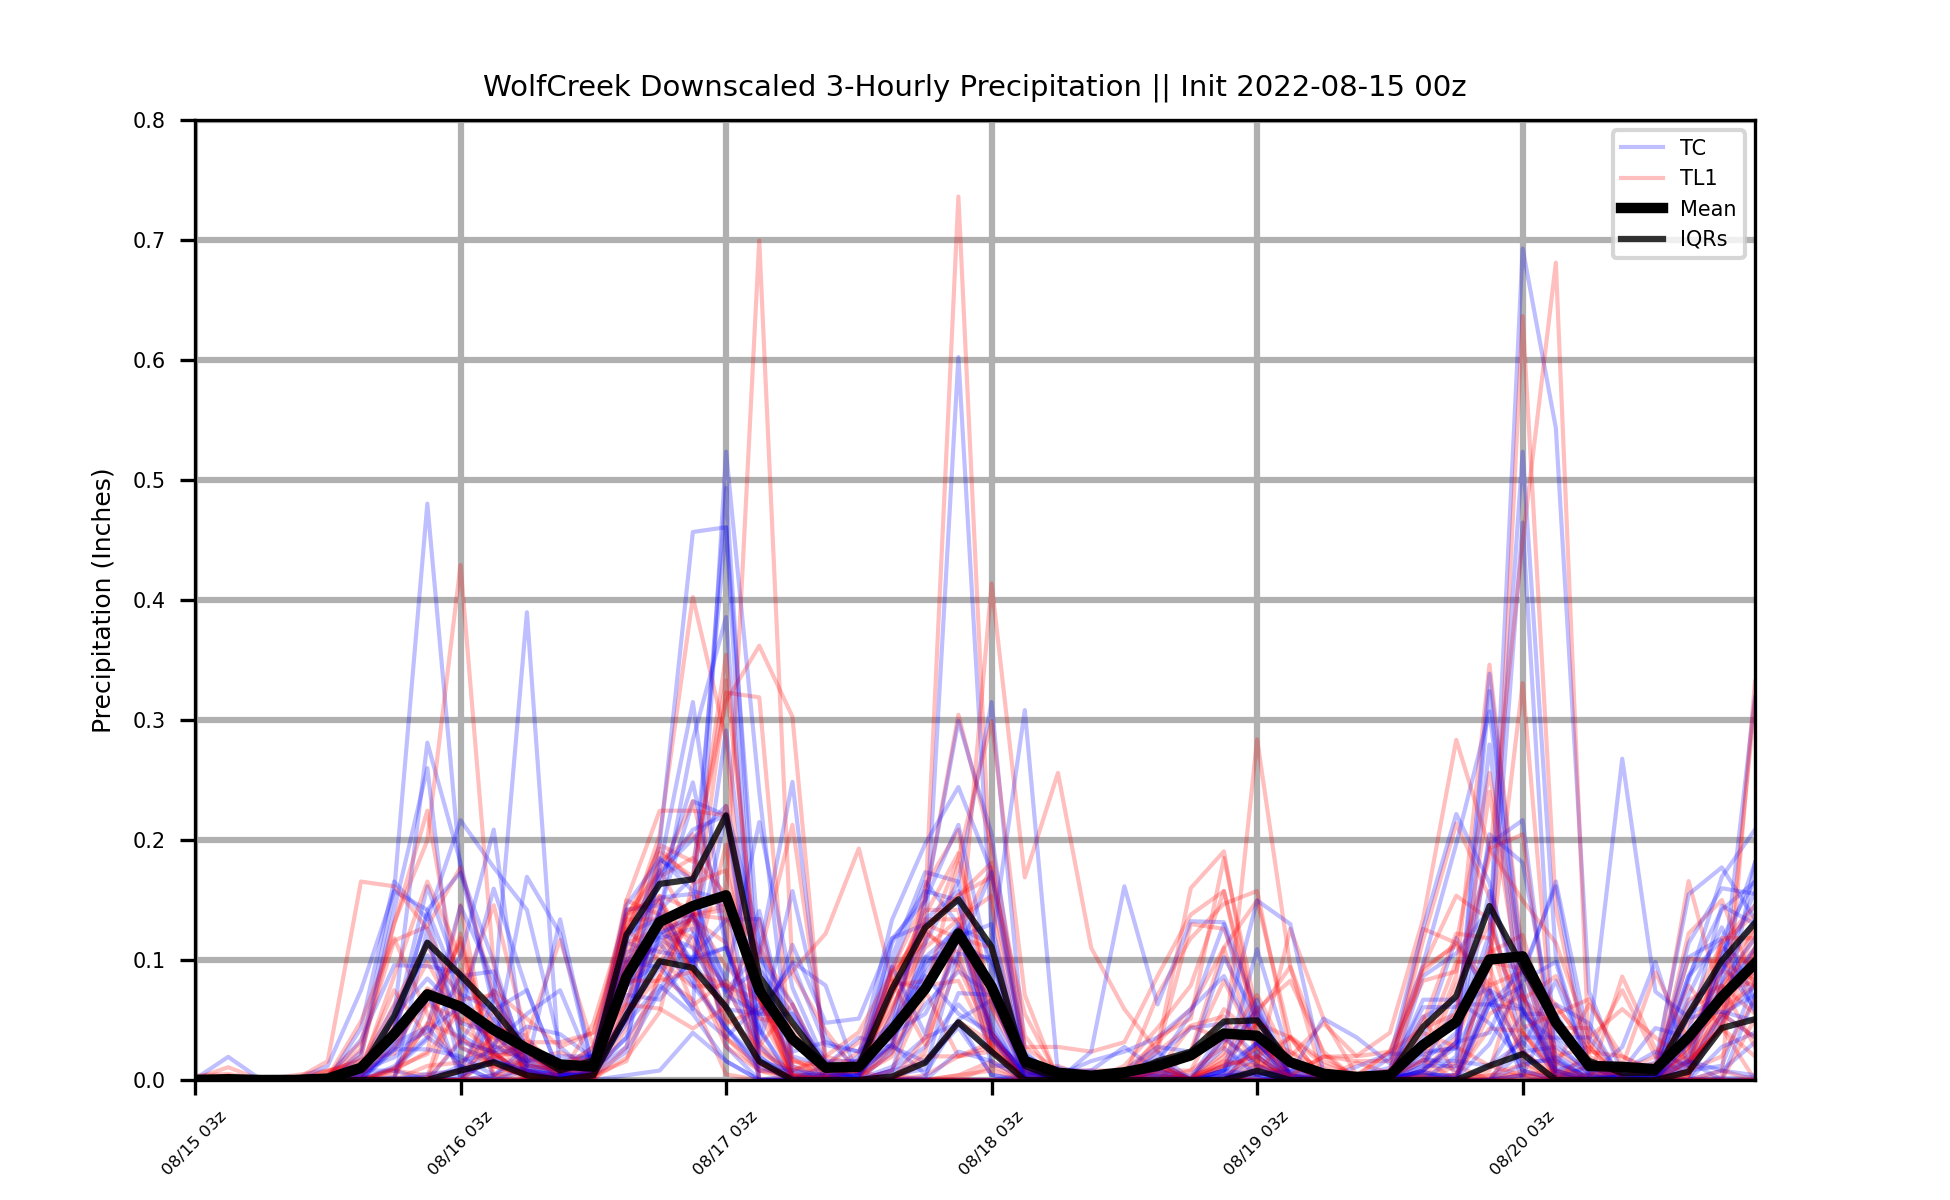 WolfCreek Downscaled 3-Hourly Precipitation || Init 2022-08-15 00z
0.8
0.7
0.6
0.5
0.4
0.3
0.2
0.1
0.0
Precipitation (Inches)
TC
TL1
Mean
IQRs
08/15 03z
08/16 03z
08/17 03z
08/18 03z
08/19 03z
08/20 03z